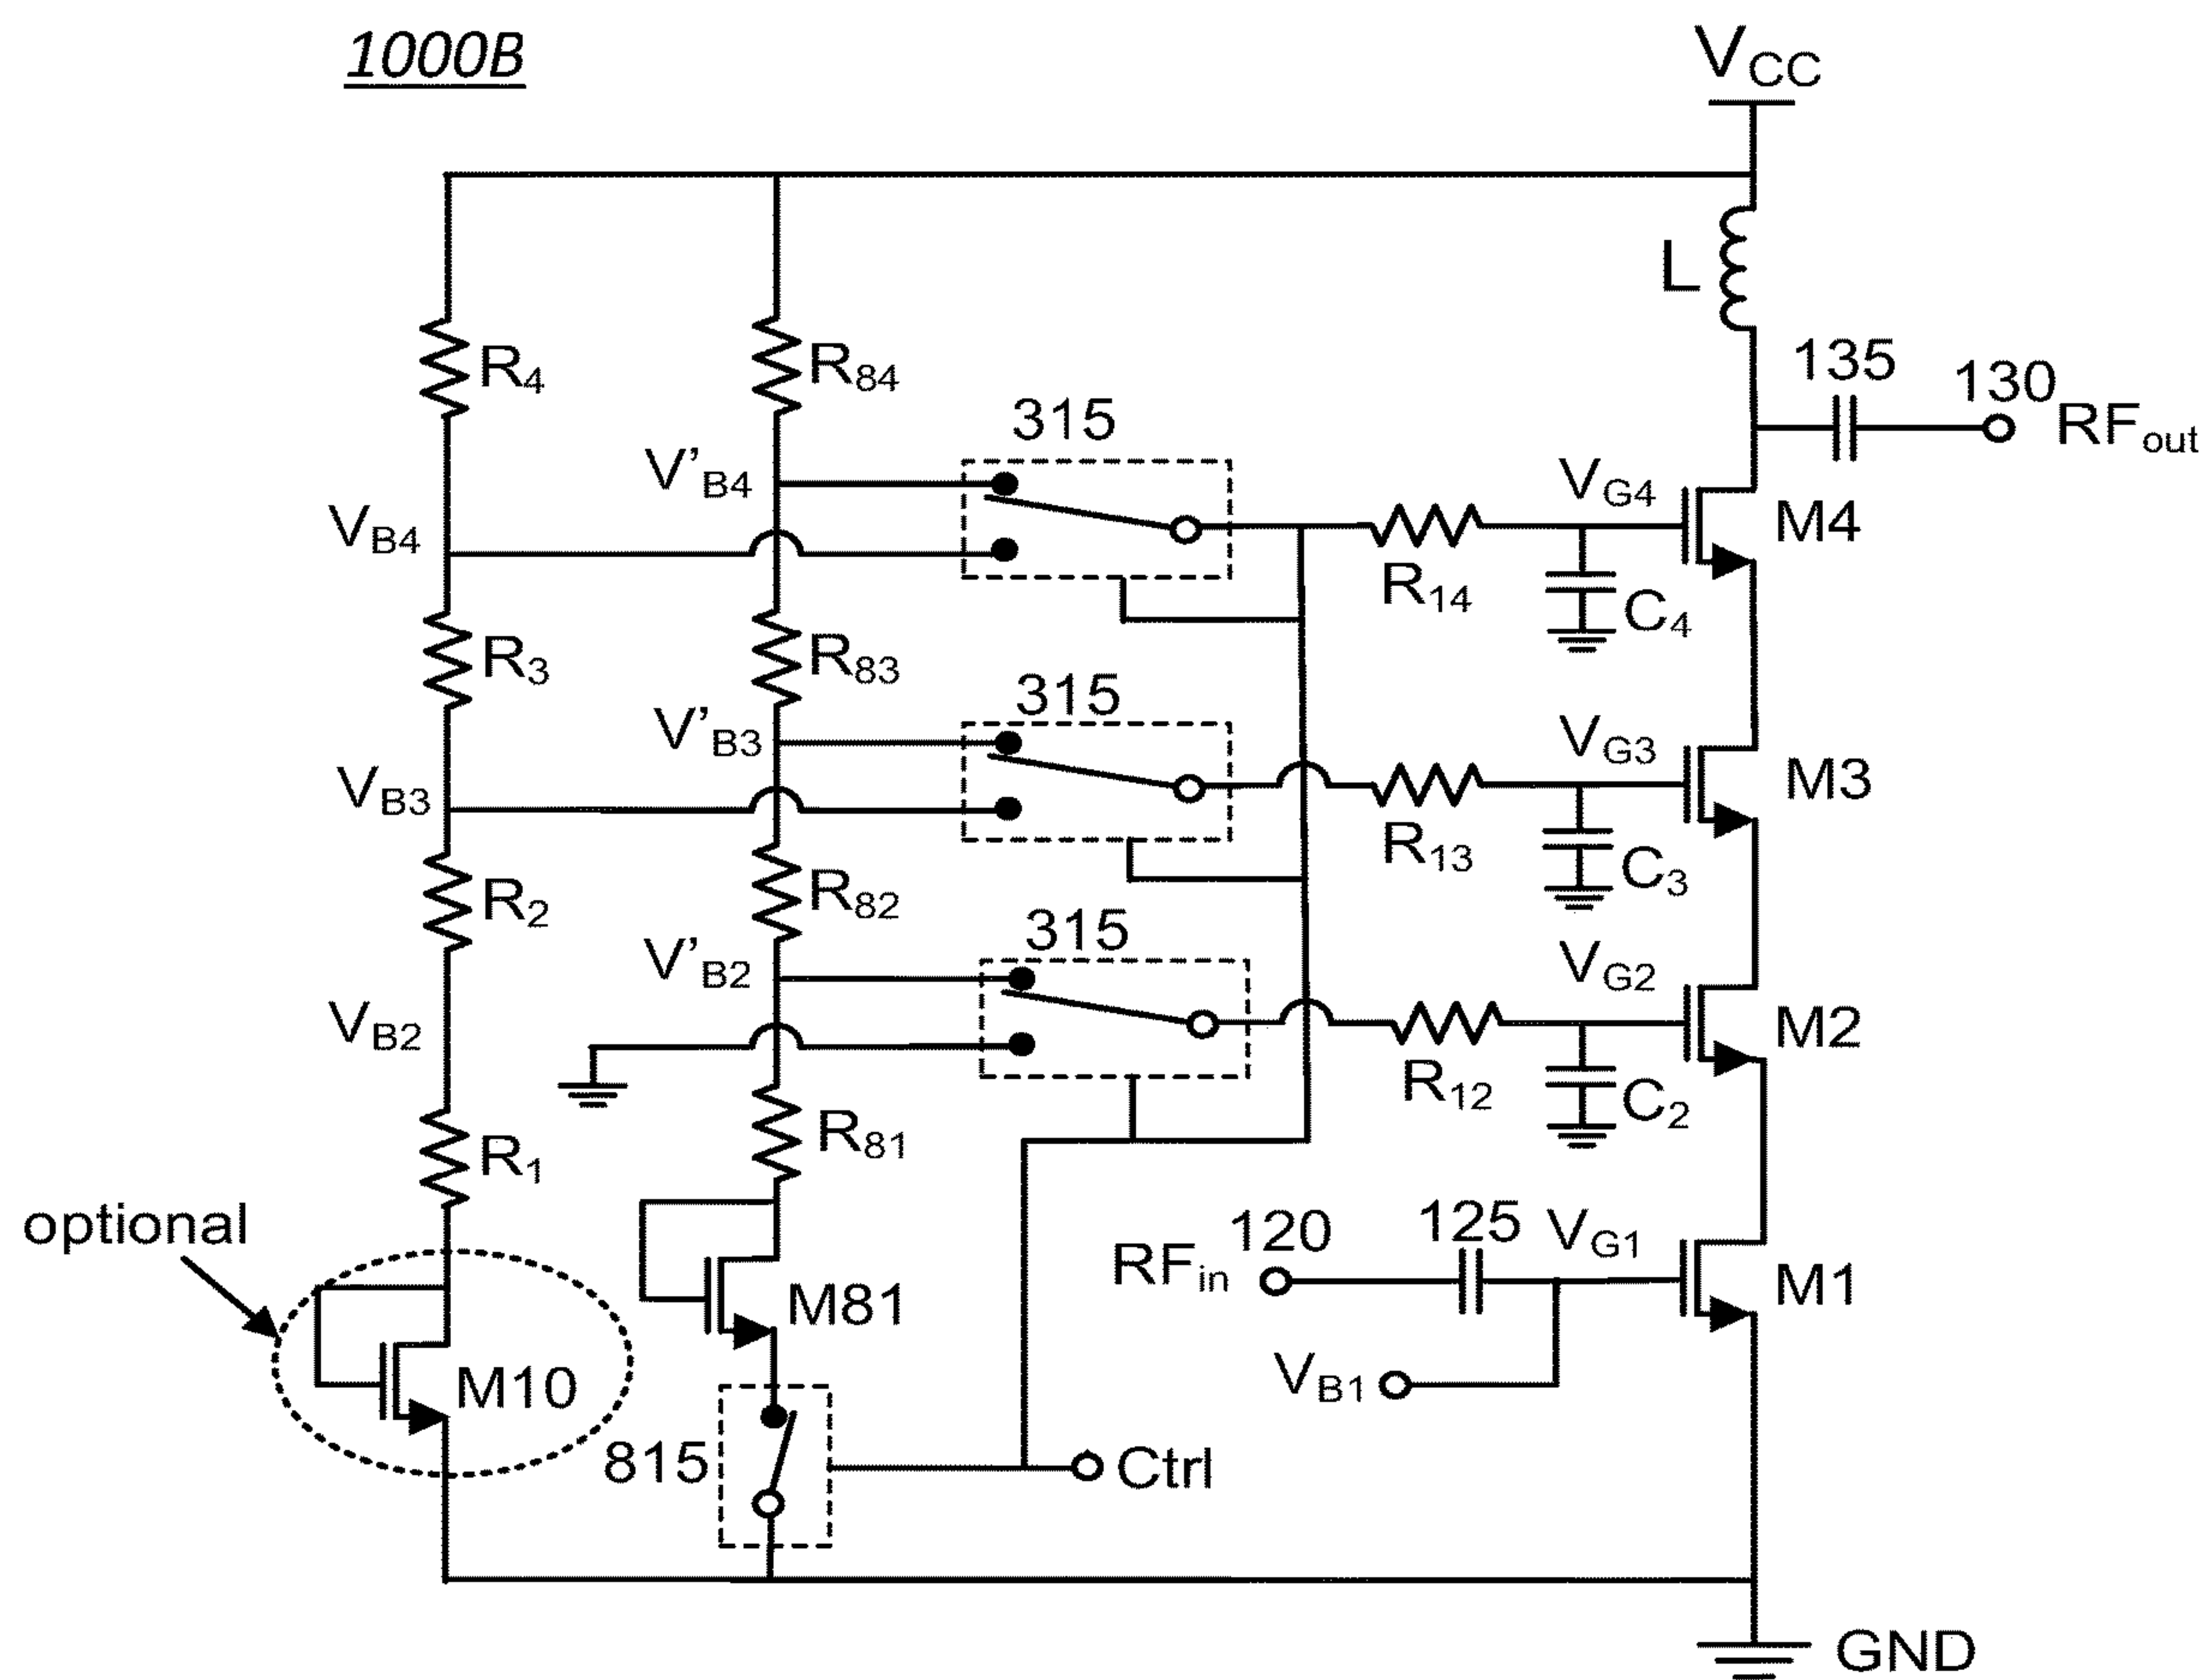 1000B
VCC
L
135
130
RFout
R4
R84
315
V'B4
VG4
M4
VB4
R14
C4
R3
R83
315
V'B3
VG3
M3
VB3
R13
C3
R2
R82
315
V'B2
VG2
M2
VB2
R12
C2
R1
R81
optional
120
125
VG1
RFin
M1
M81
VB1
M10
815
Ctrl
GND